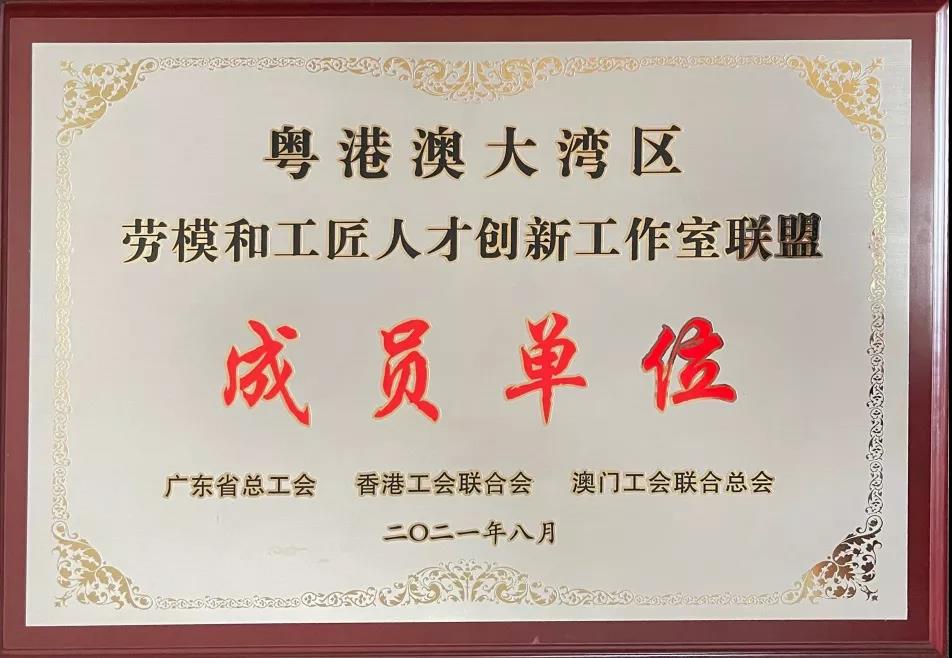 粤港澳大湾区
劳模和工匠人才创新工作室联盟
成员单位
广东省总工会 香港工会联合会 澳门工会联合总会
二〇二一年八月